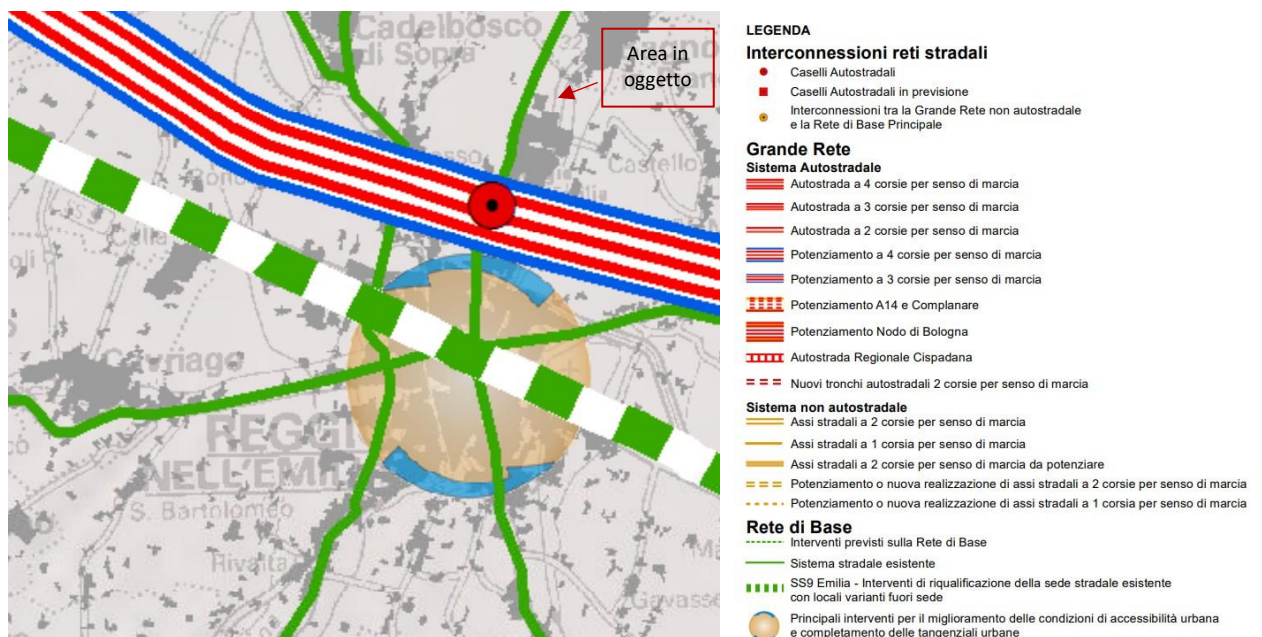 Cadelbosco
di Sopra
32
Area in
oggetto
Castello
Cavriago
REGGI
NELL'EMIL
S. Bartolomeo
Rivalta
Gavasse
LEGENDA
Interconnessioni reti stradali
Caselli Autostradali
Caselli Autostradali in previsione
Interconnessioni tra la Grande Rete non autostradale
e la Rete di Base Principale
Grande Rete
Sistema Autostradale
Autostrada a 4 corsie per senso di marcia
Autostrada a 3 corsie per senso di marcia
Autostrada a 2 corsie per senso di marcia
Potenziamento a 4 corsie per senso di marcia
Potenziamento a 3 corsie per senso di marcia
Potenziamento A14 e Complanare
Potenziamento Nodo di Bologna
Autostrada Regionale Cispadana
Nuovi tronchi autostradali 2 corsie per senso di marcia
Sistema non autostradale
Assi stradali a 2 corsie per senso di marcia
Assi stradali a 1 corsia per senso di marcia
Assi stradali a 2 corsie per senso di marcia da potenziare
Potenziamento o nuova realizzazione di assi stradali a 2 corsie per senso di marcia
Potenziamento o nuova realizzazione di assi stradali a 1 corsia per senso di marcia
Rete di Base
Interventi previsti sulla Rete di Base
Sistema stradale esistente
SS9 Emilia - Interventi di riqualificazione della sede stradale esistente
con locali varianti fuori sede
Principali interventi per il miglioramento delle condizioni di accessibilità urbana
e completamento delle tangenziali urbane